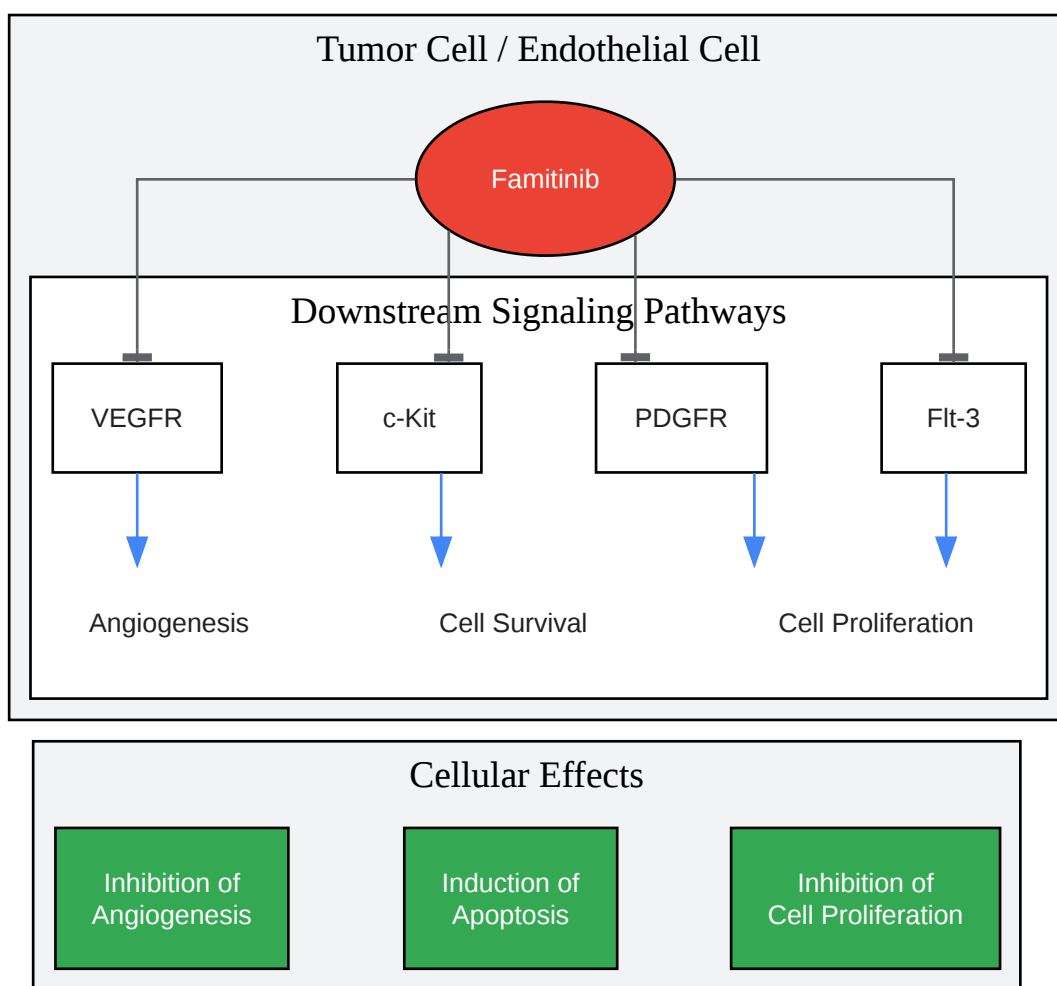 Tumor Cell / Endothelial Cell
Famitinib
Downstream Signaling Pathways
VEGFR
c-Kit
PDGFR
Flt-3
Angiogenesis
Cell Survival
Cell Proliferation
Cellular Effects
Inhibition of
Angiogenesis
Induction of
Apoptosis
Inhibition of
Cell Proliferation